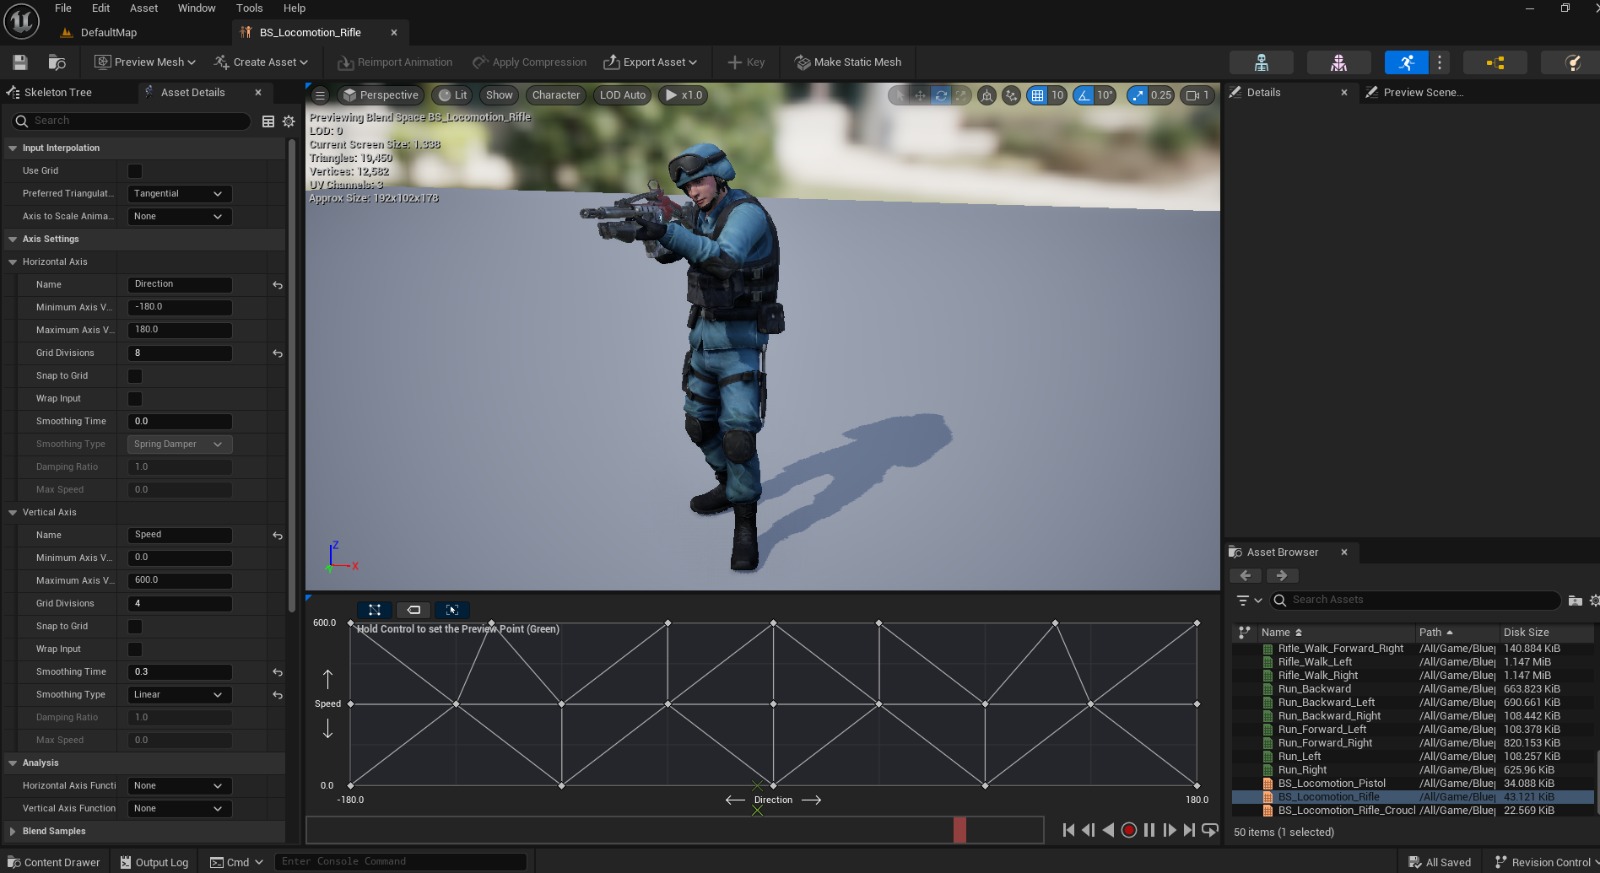 File Edit Asset Window Tools Help
DefaultMap
BS_Locomotion_Rifle
Preview Mesh
Create Asset
Reimport Animation
Apply Compression
Export Asset
Key
Make Static Mesh
Skeleton Tree
Asset Details
Search
Input Interpolation
Use Grid
Preferred Triangulat... Tangential
Axis to Scale Anima... None
Axis Settings
Horizontal Axis
Name Direction
Minimum Axis V... -180.0
Maximum Axis V... 180.0
Grid Divisions 8
Snap to Grid
Wrap Input
Smoothing Time 0.0
Smoothing Type Spring Damper
Damping Ratio 1.0
Max Speed 0.0
Vertical Axis
Name Speed
Minimum Axis V... 0.0
Maximum Axis V... 600.0
Grid Divisions 4
Snap to Grid
Wrap Input
Smoothing Time 0.3
Smoothing Type Linear
Damping Ratio 1.0
Max Speed 0.0
Analysis
Horizontal Axis Functi None
Vertical Axis Function None
Blend Samples
Perspective Lit Show Character LOD Auto x1.0
10 10° 0.25 1
Previewing Blend Space BS_Locomotion_Rifle
LOD: 0
Current Screen Size: 1.338
Triangles: 19,450
Vertices: 12,582
UV Channels: 3
Approx Size: 192x102x178
Z
X
Y
600.0
Hold Control to set the Preview Point (Green)
Speed
0.0
-180.0
Direction
180.0
Details
Preview Scene...
Asset Browser
Search Assets
Name Path Disk Size
Rifle_Walk_Forward_Right /All/Game/Bluep 140.884 KiB
Rifle_Walk_Left /All/Game/Bluep 1.147 MiB
Rifle_Walk_Right /All/Game/Bluep 1.147 MiB
Run_Backward /All/Game/Bluep 663.823 KiB
Run_Backward_Left /All/Game/Bluep 690.661 KiB
Run_Backward_Right /All/Game/Bluep 108.442 KiB
Run_Forward_Left /All/Game/Bluep 108.378 KiB
Run_Forward_Right /All/Game/Bluep 820.153 KiB
Run_Left /All/Game/Bluep 108.257 KiB
Run_Right /All/Game/Bluep 625.96 KiB
BS_Locomotion_Pistol /All/Game/Bluep 34.088 KiB
BS_Locomotion_Rifle /All/Game/Bluep 43.121 KiB
BS_Locomotion_Rifle_Croucl /All/Game/Bluep 22.569 KiB
50 items (1 selected)
Content Drawer
Output Log
Cmd
Enter Console Command
All Saved
Revision Control